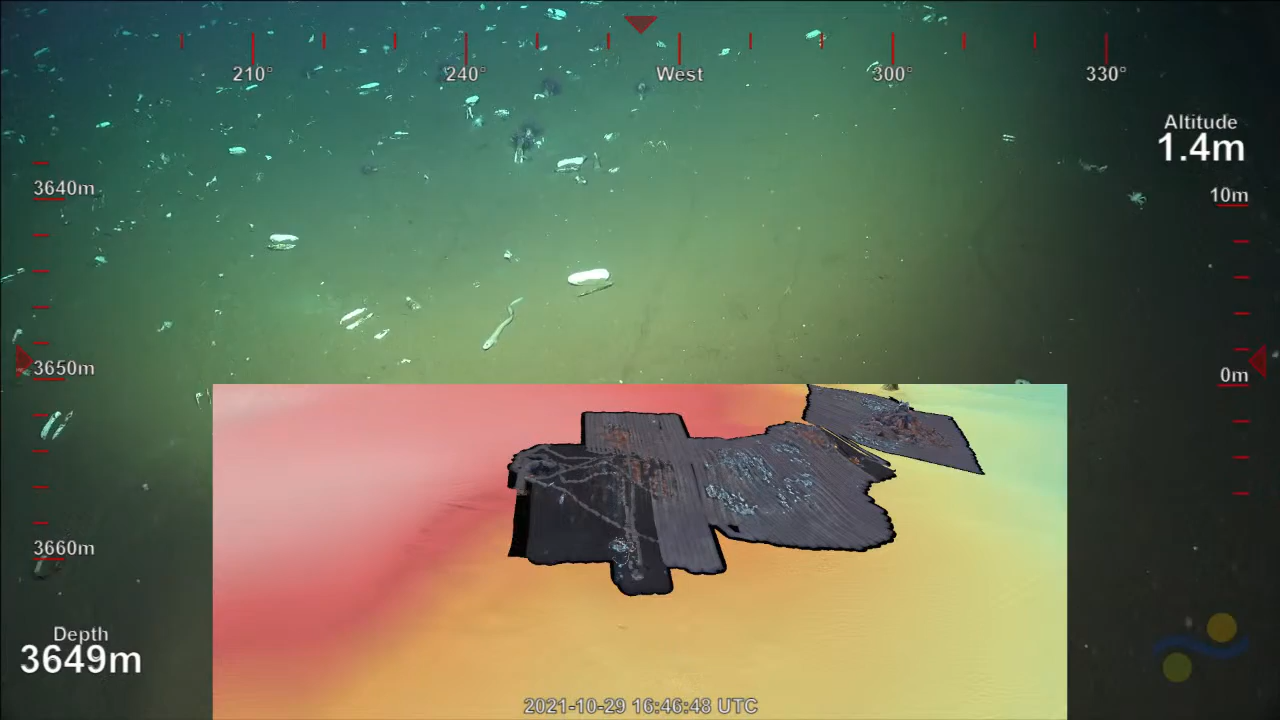 210° 240° West 300° 330°
Altitude
1.4m
3640m
10m
3650m
0m
3660m
Depth
3649m
2021-10-29 16:46:48 UTC